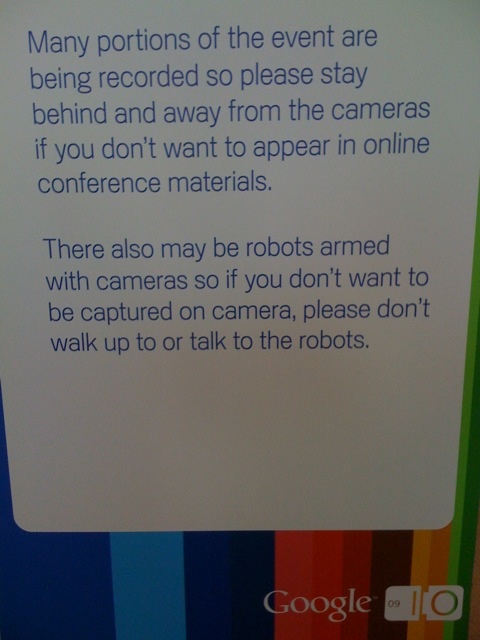 Many portions of the event are
being recorded so please stay
behind and away from the cameras
if you don't want to appear in online
conference materials.
There also may be robots armed
with cameras so if you don't want to
be captured on camera, please don't
walk up to or talk to the robots.
Google 09 IO